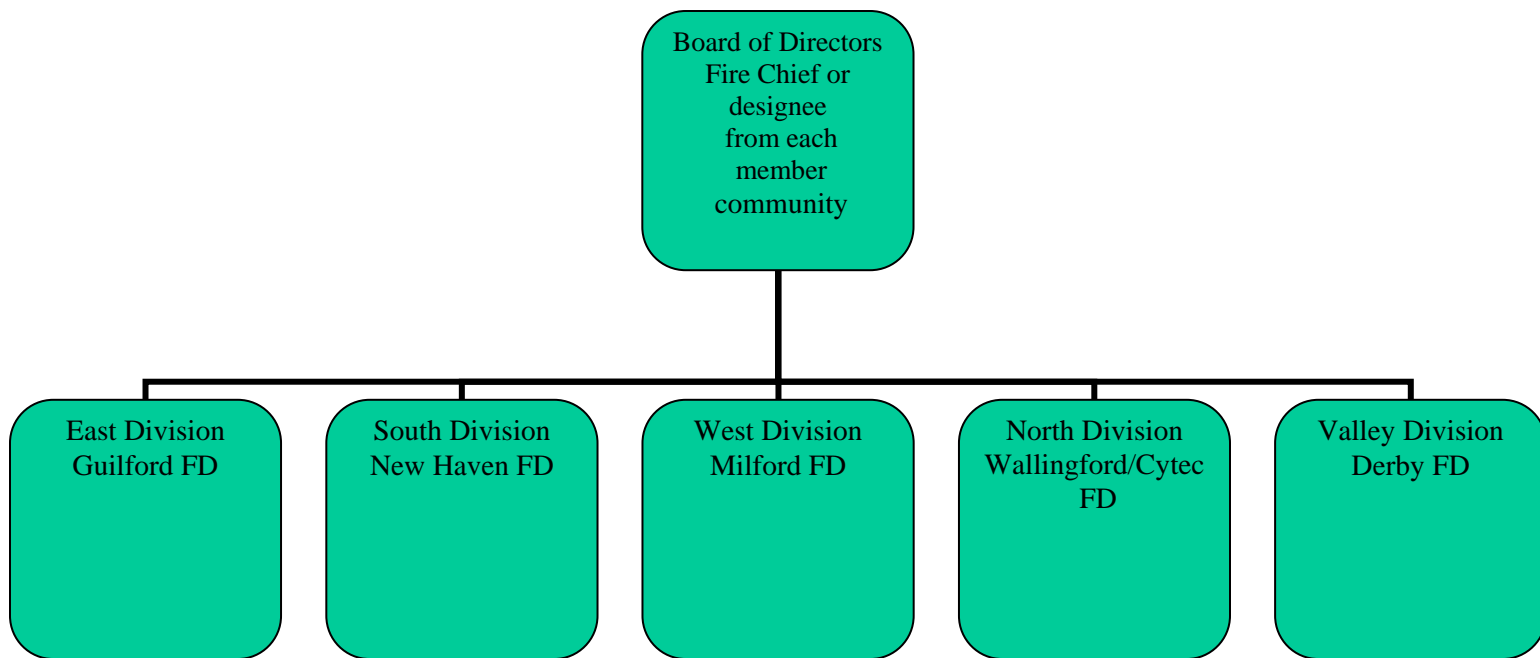 Board of Directors
Fire Chief or
designee
from each
member
community
East Division
Guilford FD
South Division
New Haven FD
West Division
Milford FD
North Division
Wallingford/Cytec
FD
Valley Division
Derby FD